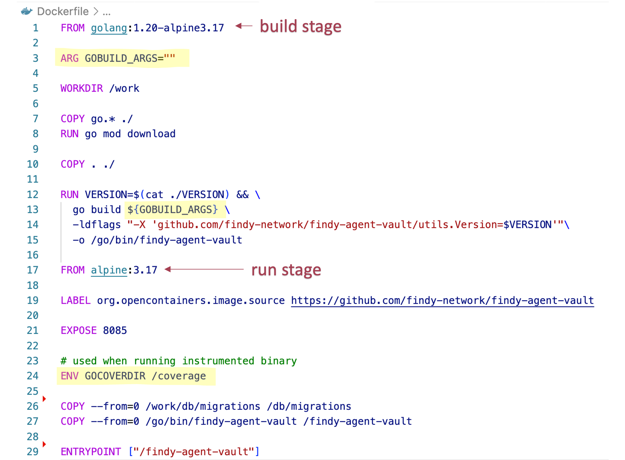 Dockerfile > ...
1 FROM golang:1.20-alpine3.17 build stage
2
3 ARG GOBUILD_ARGS=""
4
5 WORKDIR /work
6
7 COPY go.* ./
8 RUN go mod download
9
10 COPY . ./
11
12 RUN VERSION=$(cat ./VERSION) && \
13 go build ${GOBUILD_ARGS} \
14 -ldflags "-X 'github.com/findy-network/findy-agent-vault/utils.Version=$VERSION'"\
15 -o /go/bin/findy-agent-vault
16
17 FROM alpine:3.17 run stage
18
19 LABEL org.opencontainers.image.source https://github.com/findy-network/findy-agent-vault
20
21 EXPOSE 8085
22
23 # used when running instrumented binary
24 ENV GOCOVERDIR /coverage
25
26 COPY --from=0 /work/db/migrations /db/migrations
27 COPY --from=0 /go/bin/findy-agent-vault /findy-agent-vault
28
29 ENTRYPOINT ["/findy-agent-vault"]